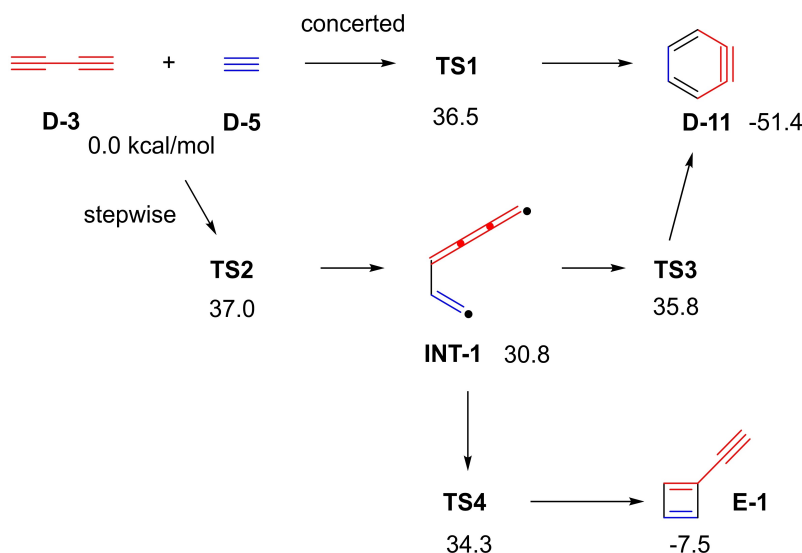 concerted
+
TS1
D-3
D-5
36.5
D-11 -51.4
0.0 kcal/mol
stepwise
TS2
TS3
37.0
35.8
INT-1 30.8
TS4
E-1
34.3
-7.5